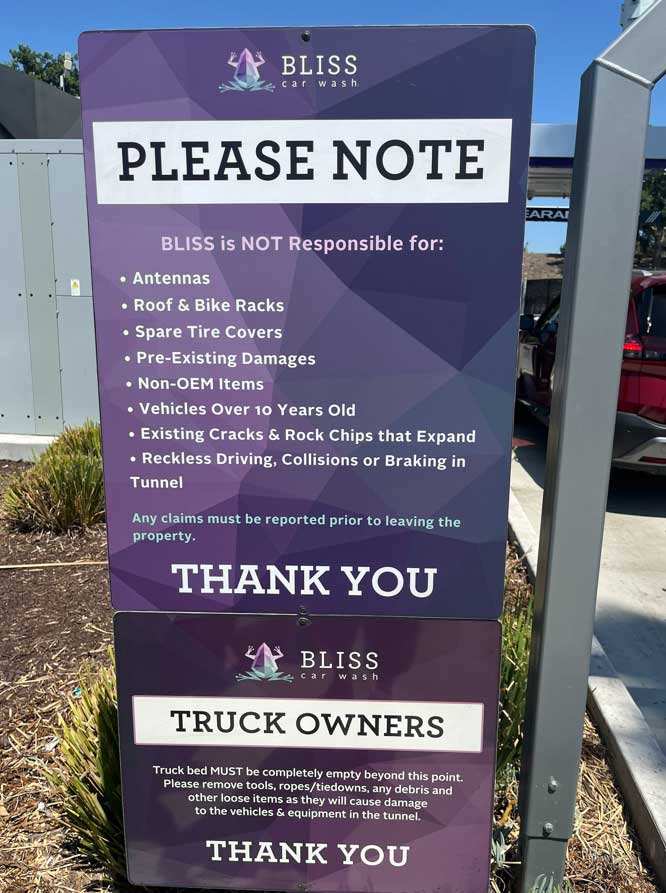 BLISS
car wash
PLEASE NOTE
BLISS is NOT Responsible for:
• Antennas
• Roof & Bike Racks
• Spare Tire Covers
• Pre-Existing Damages
• Non-OEM Items
• Vehicles Over 10 Years Old
• Existing Cracks & Rock Chips that Expand
• Reckless Driving, Collisions or Braking in
Tunnel
Any claims must be reported prior to leaving the
property.
THANK YOU
BLISS
car wash
TRUCK OWNERS
Truck bed MUST be completely empty beyond this point.
Please remove tools, ropes/tiedowns, any debris and
other loose items as they will cause damage
to the vehicles & equipment in the tunnel.
THANK YOU